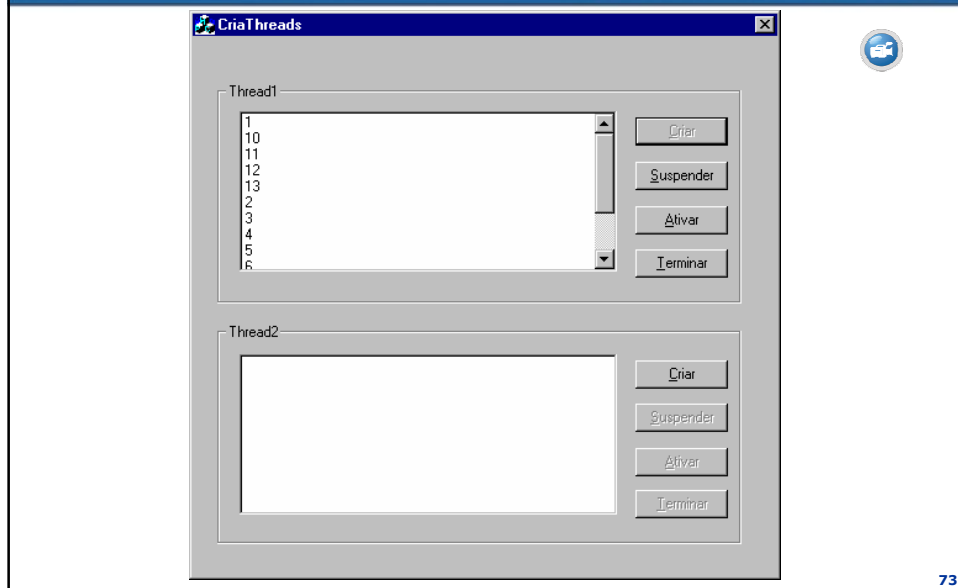 CriaThreads
Thread1
1
10
11
12
13
2
3
4
5
6
Criar
Suspender
Ativar
Terminar
Thread2
Criar
Suspender
Ativar
Terminar
73